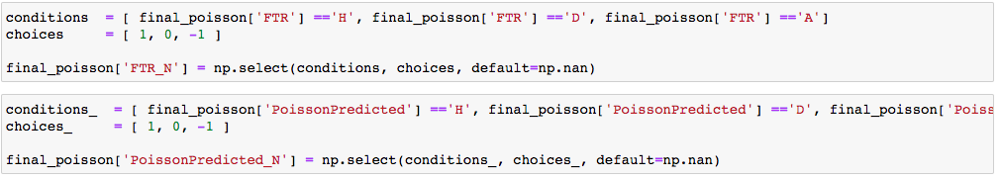 conditions  = [ final_poisson['FTR'] =='H', final_poisson['FTR'] =='D', final_poisson['FTR'] =='A']
choices     = [ 1, 0, -1 ]
final_poisson['FTR_N'] = np.select(conditions, choices, default=np.nan)
conditions_  = [ final_poisson['PoissonPredicted'] =='H', final_poisson['PoissonPredicted'] =='D', final_poisson['Poiss
choices_     = [ 1, 0, -1 ]
final_poisson['PoissonPredicted_N'] = np.select(conditions_, choices_, default=np.nan)